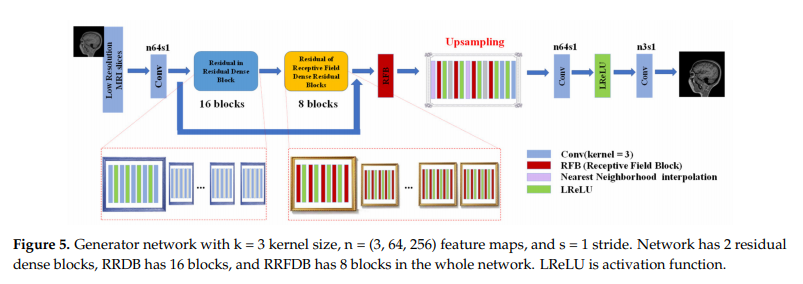 Low Resolution
MRI slices
n64s1
Conv
Residual in
Residual Dense
Block
16 blocks
Residual of
Receptive Field
Dense Residual
Blocks
8 blocks
RFB
Upsampling
n64s1
Conv
LReLU
n3s1
Conv
...
...
Conv(kernel = 3)
RFB (Receptive Field Block)
Nearest Neighborhood interpolation
LReLU
Figure 5. Generator network with k = 3 kernel size, n = (3, 64, 256) feature maps, and s = 1 stride. Network has 2 residual
dense blocks, RRDB has 16 blocks, and RRFDB has 8 blocks in the whole network. LReLU is activation function.